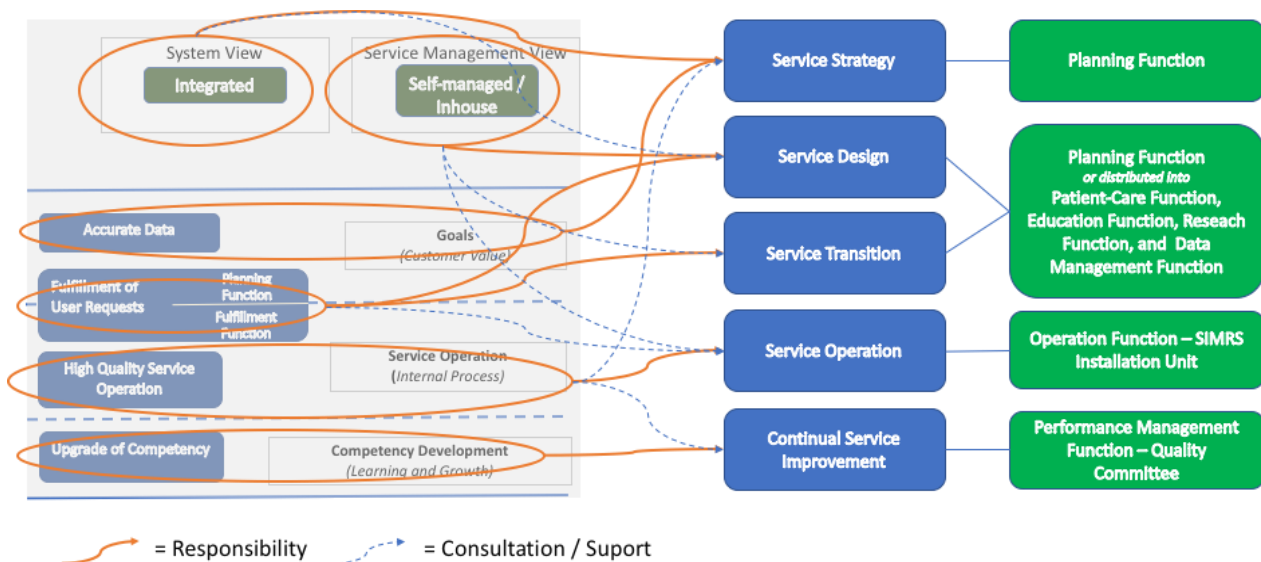 System View
Integrated
Service Management View
Self-managed /
Inhouse
Accurate Data
Goals
(Customer Value)
Fulfillment of
User Requests
Planning
Function
Fulfillment
Function
High Quality Service
Operation
Service Operation
(Internal Process)
Upgrade of Competency
Competency Development
(Learning and Growth)
Service Strategy
Service Design
Service Transition
Service Operation
Continual Service
Improvement
Planning Function
Planning Function
or distributed into
Patient-Care Function,
Education Function, Reseach
Function, and Data
Management Function
Operation Function – SIMRS
Installation Unit
Performance Management
Function – Quality
Committee
= Responsibility
= Consultation / Suport